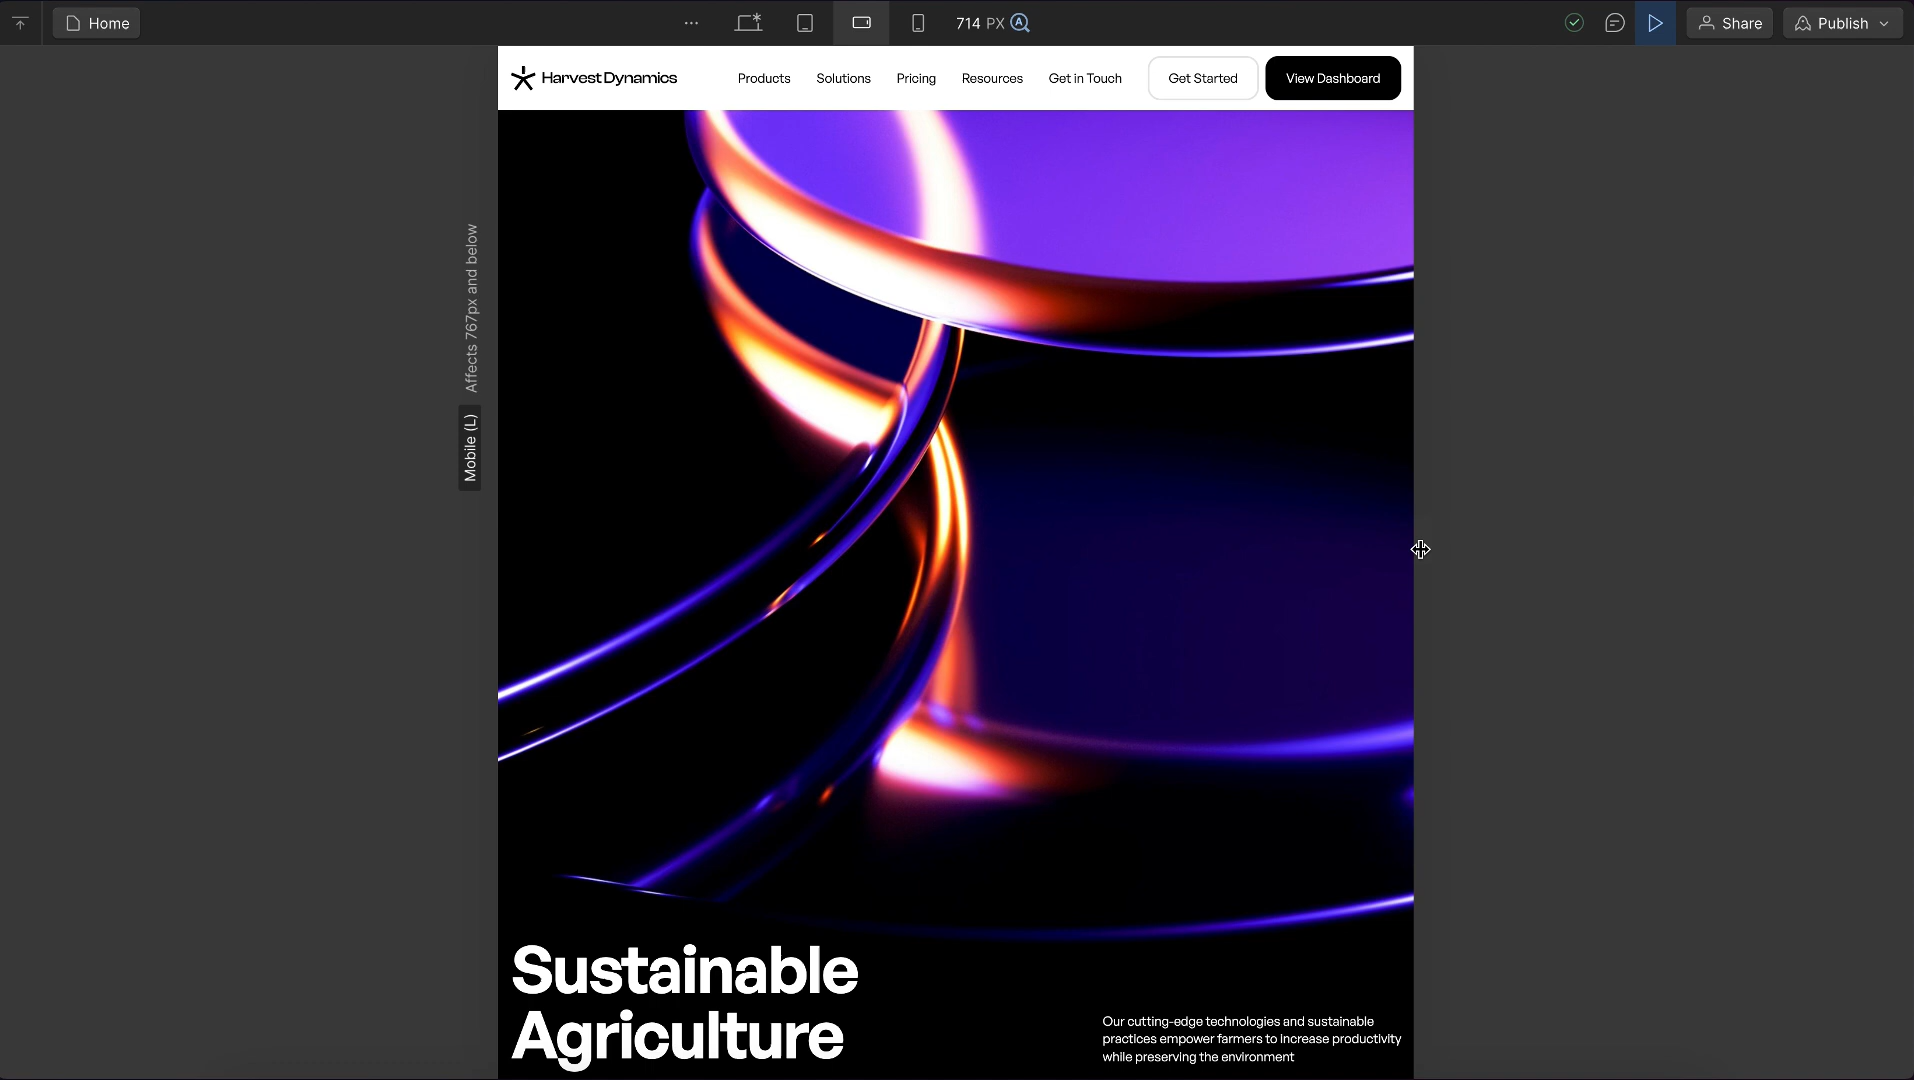 Home
714 PX
Share
Publish
Harvest Dynamics
Products
Solutions
Pricing
Resources
Get in Touch
Get Started
View Dashboard
Affects 767px and below
Mobile (L)
Sustainable
Agriculture
Our cutting-edge technologies and sustainable
practices empower farmers to increase productivity
while preserving the environment